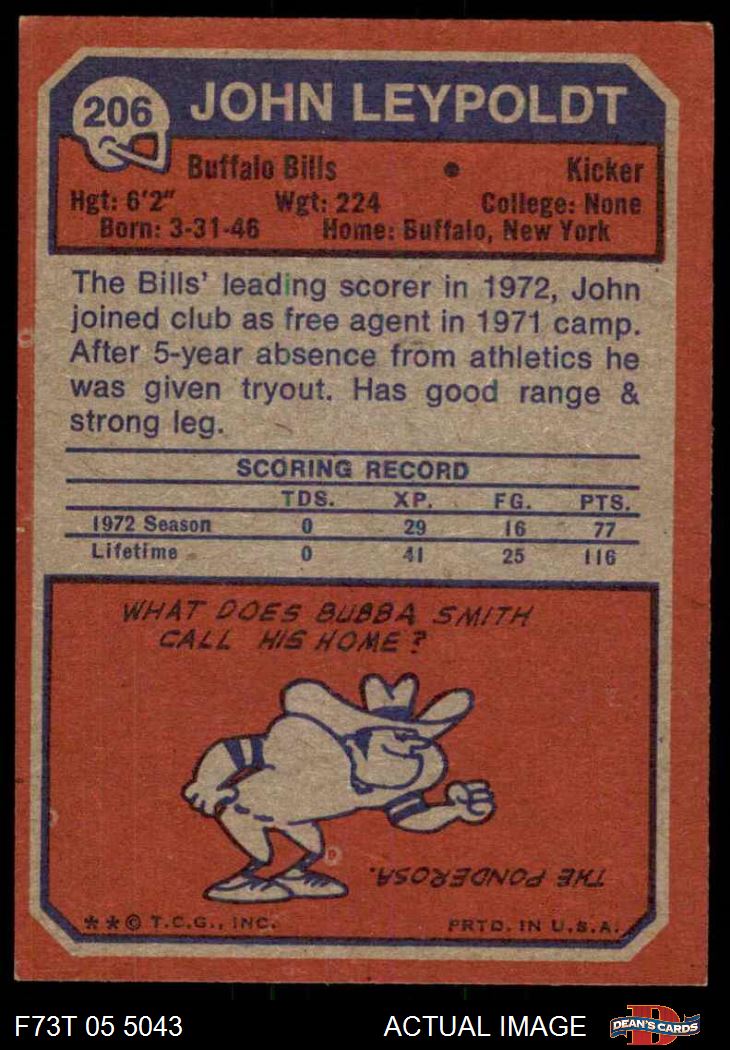 206
JOHN LEYPOLDT
Buffalo Bills • Kicker
Hgt: 6'2" Wgt: 224 College: None
Born: 3-31-46 Home: Buffalo, New York
The Bills' leading scorer in 1972, John
joined club as free agent in 1971 camp.
After 5-year absence from athletics he
was given tryout. Has good range &
strong leg.
SCORING RECORD
TDS. XP. FG. PTS.
1972 Season 0 29 16 77
Lifetime 0 41 25 116
WHAT DOES BUBBA SMITH
CALL HIS HOME?
THE PONDEROSA.
**© T.C.G., INC. PRTD. IN U.S.A.
F73T 05 5043 ACTUAL IMAGE DEAN'S CARDS